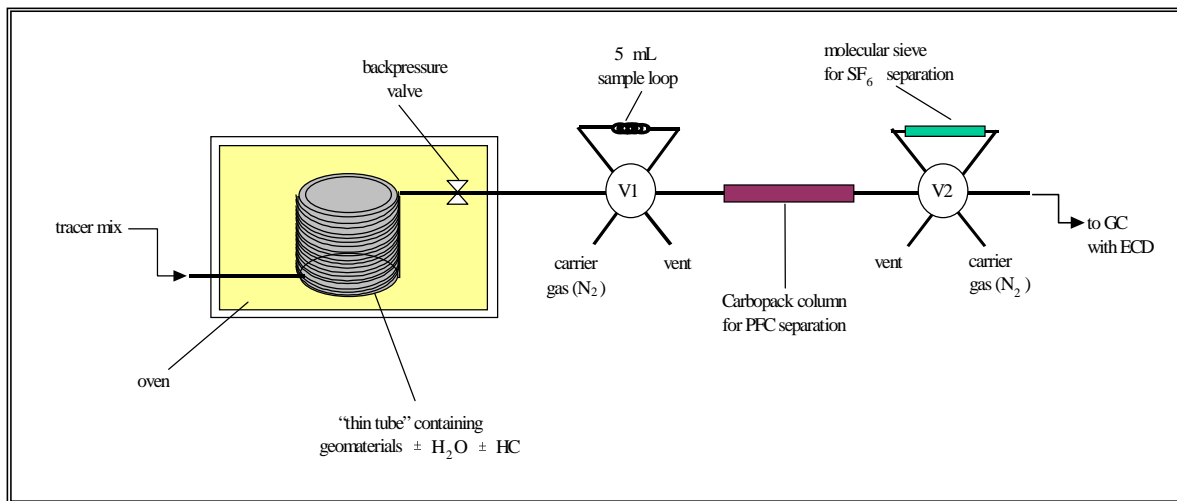 5 mL
sample loop
molecular sieve
for SF₆ separation
backpressure
valve
V1
V2
tracer mix
to GC
with ECD
carrier
gas (N₂)
vent
vent
carrier
gas (N₂)
Carbopack column
for PFC separation
oven
“thin tube” containing
geomaterials ± H₂O ± HC